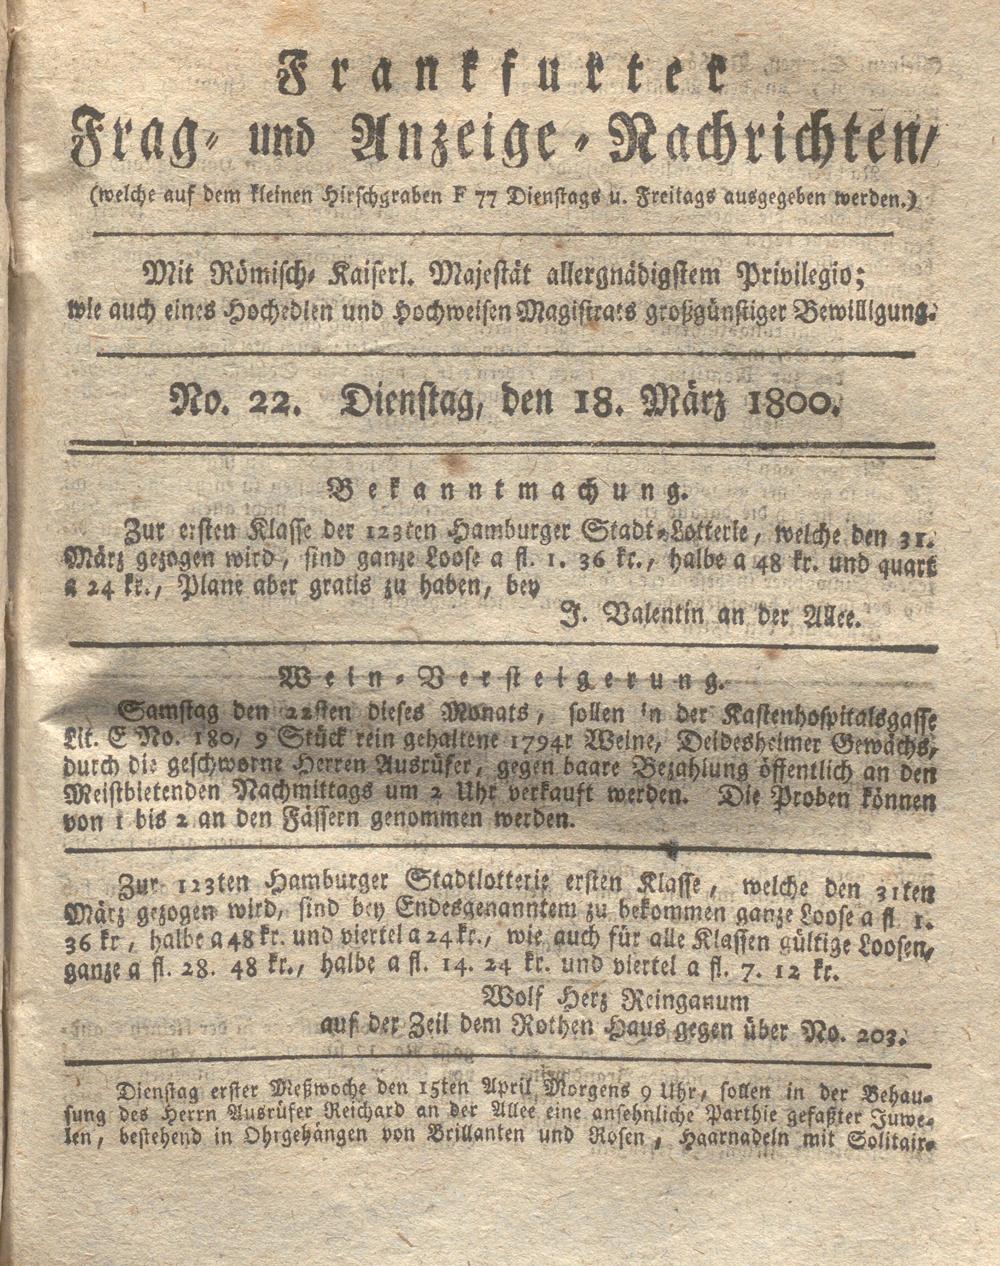 Frankfurter
Frag- und Anzeige-Nachrichten/
(welche auf dem kleinen Hirschgraben F 77 Dienstags u. Freitags ausgegeben werden.)
Mit Römisch- Kaiserl. Majestät allergnädigstem Privilegio;
wie auch eines Hochedlen und Hochweisen Magistrats großgünstiger Bewilligung.
No. 22. Dienstag, den 18. März 1800.
Bekanntmachung.
Zur ersten Klasse der 123ten Hamburger Stadt-Lotterie, welche den 31.
März gezogen wird, sind ganze Loose a fl. 1. 36 kr., halbe a 48 kr. und quart
a 24 kr., Plane aber gratis zu haben, bey
J. Valentin an der Allee.
Wein-Versteigerung.
Samstag den 22sten dieses Monats, sollen in der Kastenhospitalsgasse
Lit. E No. 180, 9 Stück rein gehaltene 1794r Weine, Deidesheimer Gewächs,
durch die geschworne Herren Ausrüfer, gegen baare Bezahlung öffentlich an den
Meistbietenden Nachmittags um 2 Uhr verkauft werden. Die Proben können
von 1 bis 2 an den Fässern genommen werden.
Zur 123ten Hamburger Stadtlotterie ersten Klasse, welche den 31ten
März gezogen wird, sind bey Endesgenanntem zu bekommen ganze Loose a fl. 1.
36 kr, halbe a 48 kr. und viertel a 24 kr., wie auch für alle Klassen gültige Loosen,
ganze a fl. 28. 48 kr., halbe a fl. 14. 24 kr. und viertel a fl. 7. 12 kr.
Wolf Herz Reinganum
auf der Zeil dem Rothen Haus gegen über No. 203.
Dienstag erster Meßwoche den 15ten April Morgens 9 Uhr, sollen in der Behau-
sung des Herrn Ausrüfer Reichard an der Allee eine ansehnliche Parthie gefaßter Juwe-
len, bestehend in Ohrgehängen von Brillanten und Rosen, Haarnadeln mit Solitair-